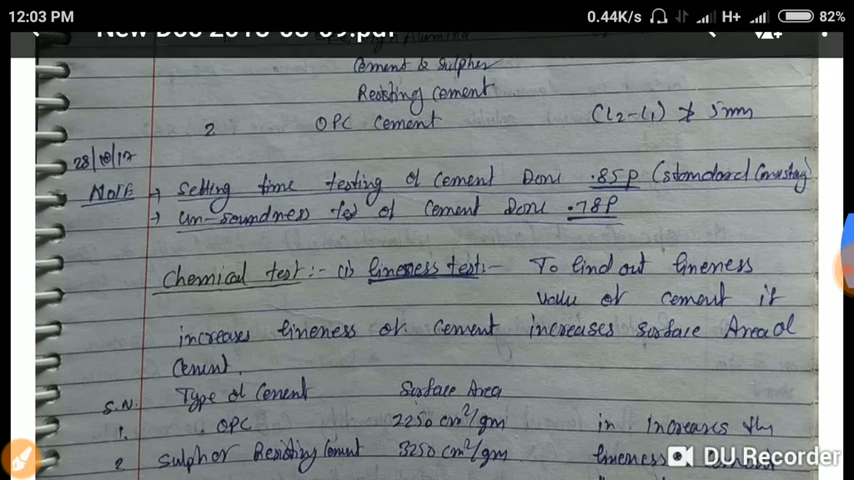 12:03 PM 0.44K/s H+ 82%
New Doc 2018-
Cement & Sulpher
Resisting Cement
2 OPC Cement (L2-L1) ≯ 5mm
28/10/17
NOTE → Setting time testing of Cement Done .85P (standard
→ un-soundness of Cement Done .78P
Chemical test:- (i) fineness test:- To find out fineness
value of cement it
increases fineness of Cement increases surface Area of
Cement.
S.N. Type of Cement Surface Area
1. OPC 2250 cm²/gm in Increases the
2 Sulphor Resisting Cement 3250 cm²/gm fineness
DU Recorder